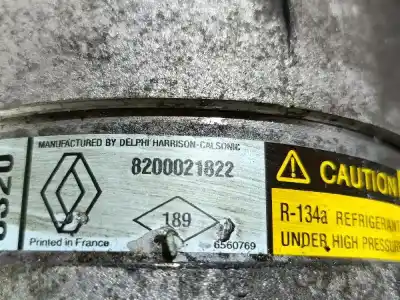 MANUFACTURED BY DELPHI HARRISON-CALSONIC
8200021822
189
Printed in France
6560769
CAUTION
R-134a REFRIGERANT
UNDER HIGH PRESSURE